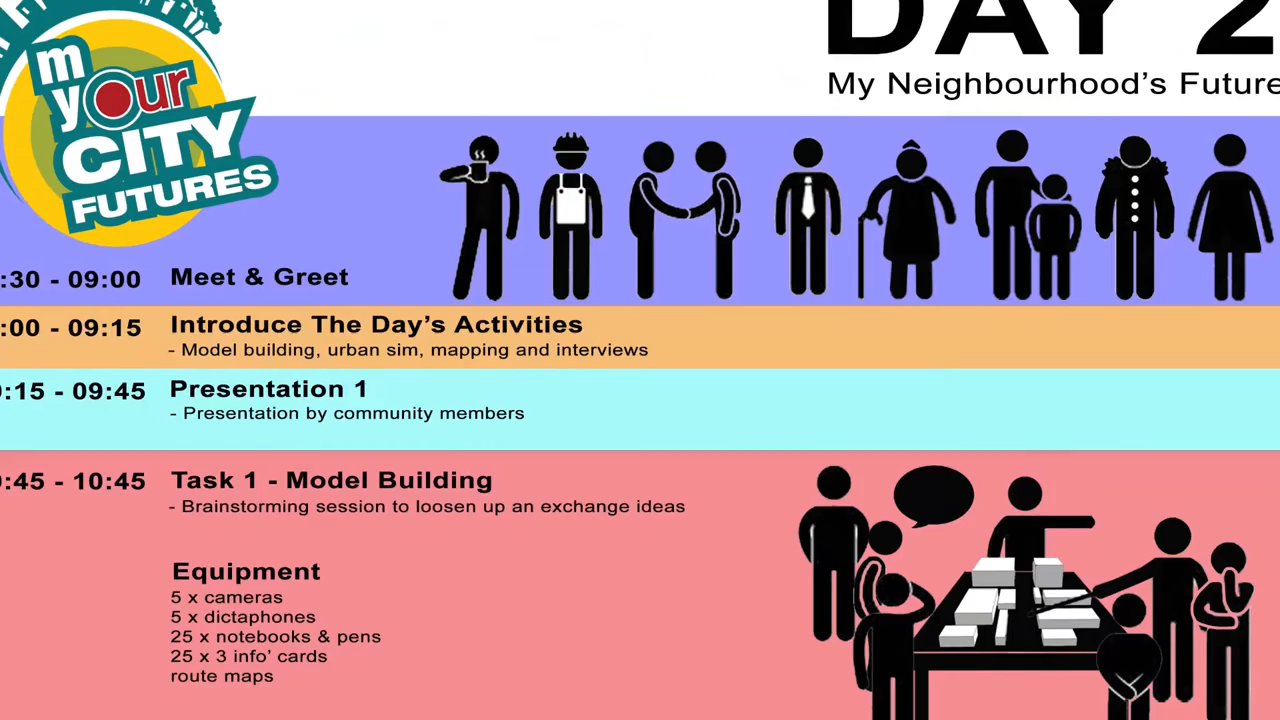 DAY 2
My Neighbourhood's Future
my Our
CITY
FUTURES
:30 - 09:00 Meet & Greet
:00 - 09:15 Introduce The Day's Activities
- Model building, urban sim, mapping and interviews
:15 - 09:45 Presentation 1
- Presentation by community members
:45 - 10:45 Task 1 - Model Building
- Brainstorming session to loosen up an exchange ideas
Equipment
5 x cameras
5 x dictaphones
25 x notebooks & pens
25 x 3 info' cards
route maps